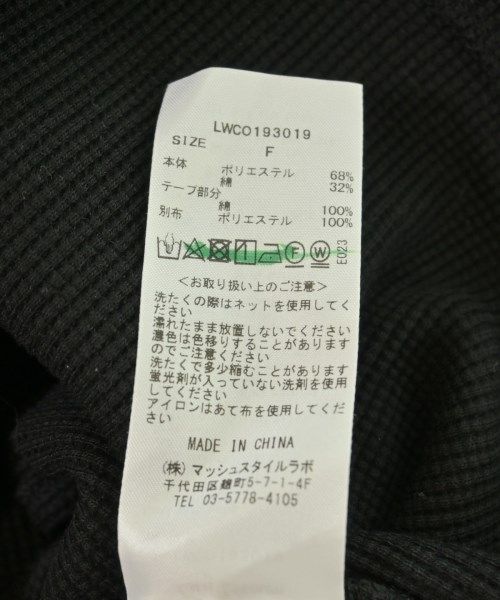 LWCO193019
SIZE F
本体 ポリエステル 68%
綿 32%
テープ部分
綿 100%
別布 ポリエステル 100%
F W E023
＜お取り扱い上のご注意＞
洗たくの際はネットを使用してく
ださい
濡れたまま放置しないでください
濃色は色移りすることがあります
のでご注意ください
洗たくで多少縮むことがあります
蛍光剤が入っていない洗剤を使用
してください
アイロンはあて布を使用してくだ
さい
MADE IN CHINA
(株) マッシュスタイルラボ
千代田区麹町5-7-1-4F
TEL 03-5778-4105